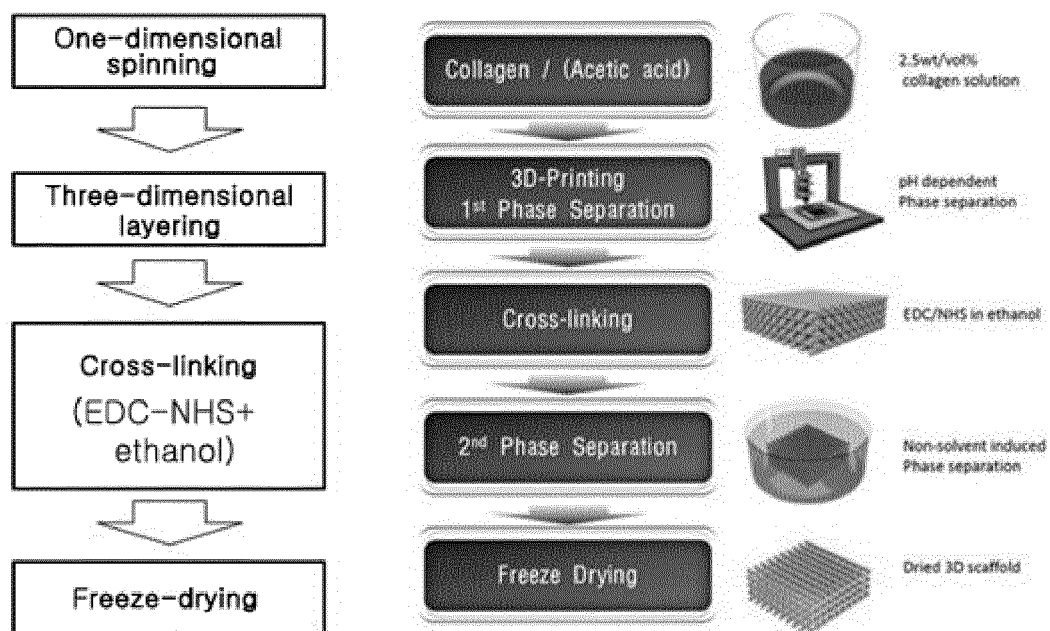 One-dimensional
spinning
Three-dimensional
layering
Cross-linking
(EDC-NHS+
ethanol)
Freeze-drying
Collagen / (Acetic acid)
2.5wt/vol%
collagen solution
3D-Printing
1st Phase Separation
pH dependent
Phase separation
Cross-linking
EDC/NHS in ethanol
2nd Phase Separation
Non-solvent induced
Phase separation
Freeze Drying
Dried 3D scaffold